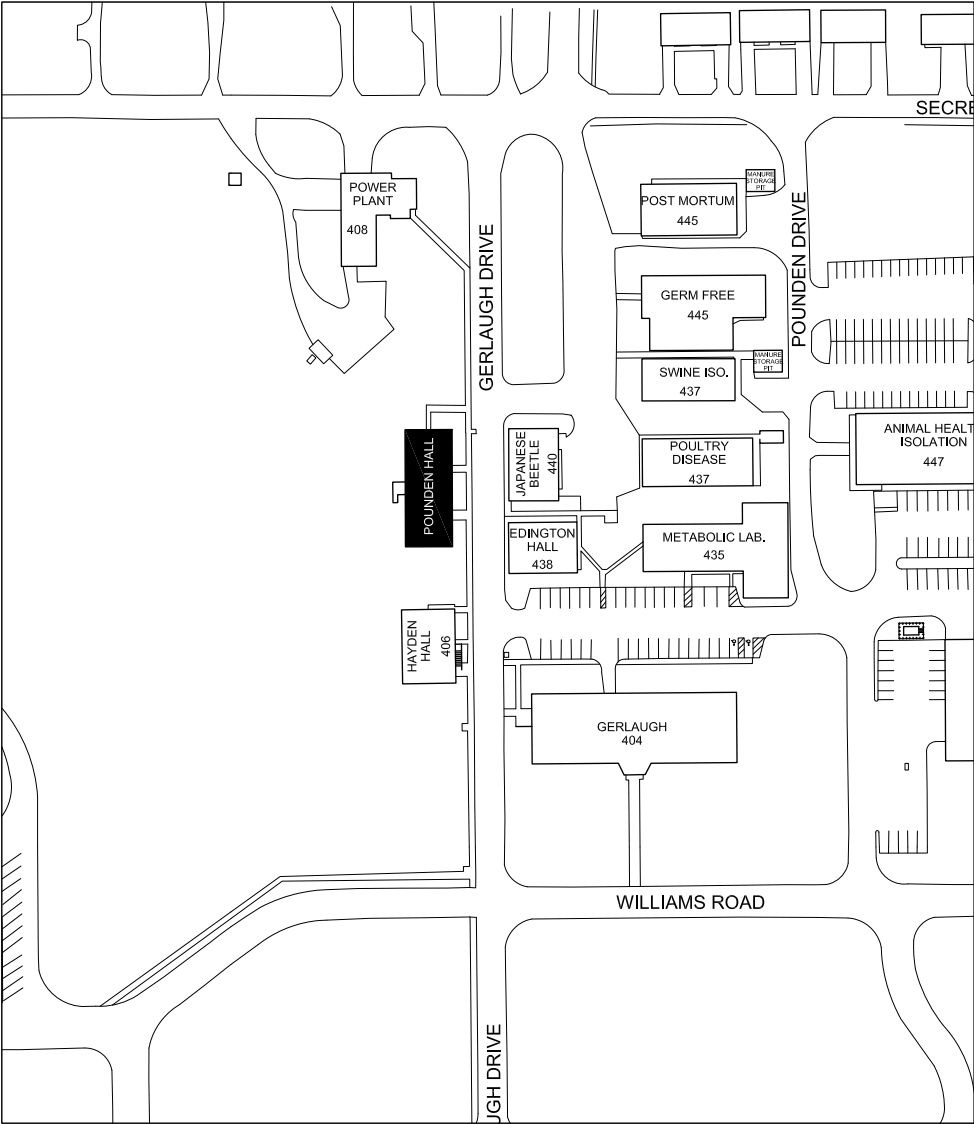 SECRE
POWER
PLANT
408
MANURE
STORAGE
PIT
POST MORTUM
445
GERLAUGH DRIVE
POUNDEN DRIVE
GERM FREE
445
MANURE
STORAGE
PIT
SWINE ISO.
437
POUNDEN HALL
JAPANESE
BEETLE
440
POULTRY
DISEASE
437
ANIMAL HEALT
ISOLATION
447
EDINGTON
HALL
438
METABOLIC LAB.
435
HAYDEN
HALL
406
GERLAUGH
404
WILLIAMS ROAD
UGH DRIVE